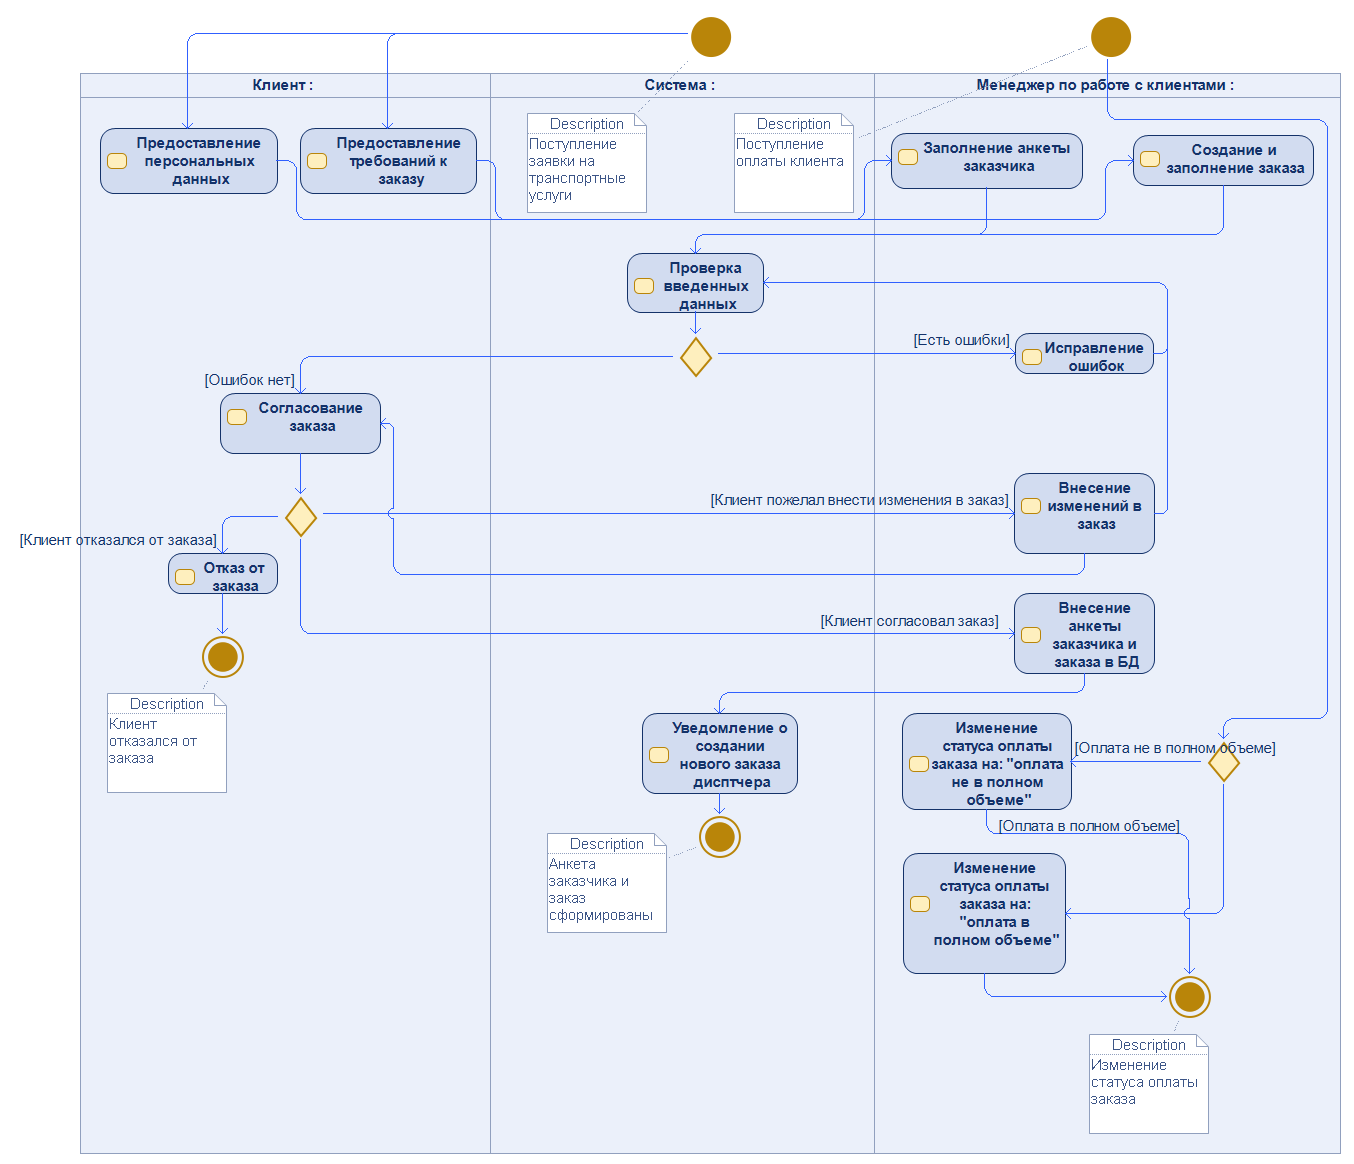 Клиент :
Система :
Менеджер по работе с клиентами :
Предоставление
персональных
данных
Предоставление
требований к
заказу
Description
Поступление
заявки на
транспортные
услуги
Description
Поступление
оплаты клиента
Заполнение анкеты
заказчика
Создание и
заполнение заказа
Проверка
введенных
данных
[Есть ошибки]
Исправление
ошибок
[Ошибок нет]
Согласование
заказа
[Клиент пожелал внести изменения в заказ]
Внесение
изменений в
заказ
[Клиент отказался от заказа]
Отказ от
заказа
[Клиент согласовал заказ]
Внесение
анкеты
заказчика и
заказа в БД
Description
Клиент
отказался от
заказа
Уведомление о
создании
нового заказа
дисптчера
Изменение
статуса оплаты
заказа на: "оплата
не в полном
объеме"
[Оплата не в полном объеме]
[Оплата в полном объеме]
Description
Анкета
заказчика и
заказ
сформированы
Изменение
статуса оплаты
заказа на:
"оплата в
полном объеме"
Description
Изменение
статуса оплаты
заказа